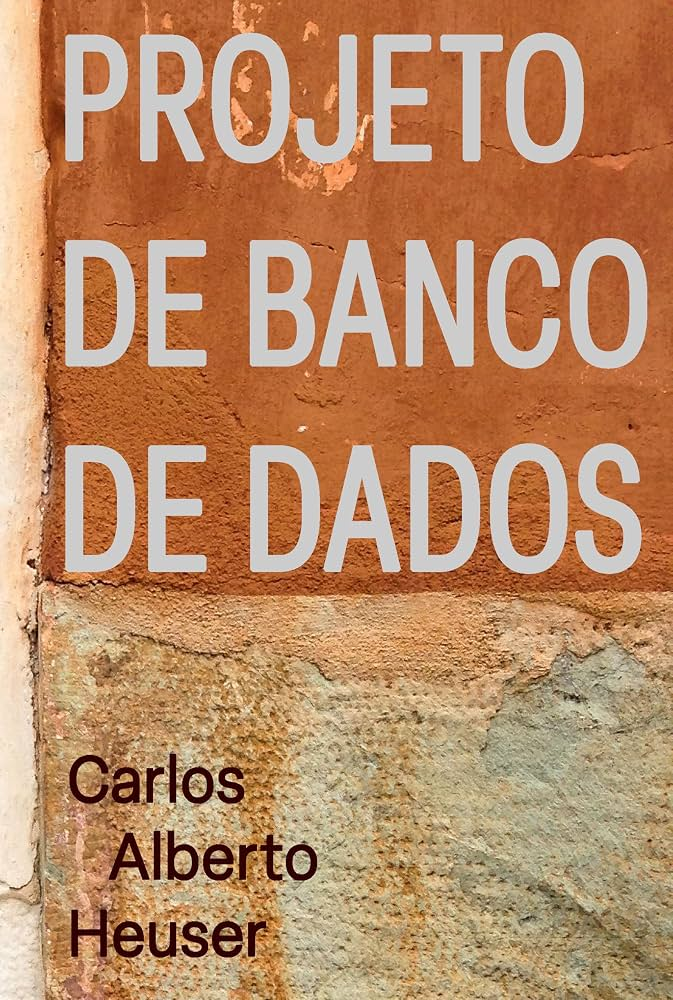 PROJETO
DE BANCO
DE DADOS
Carlos
Alberto
Heuser